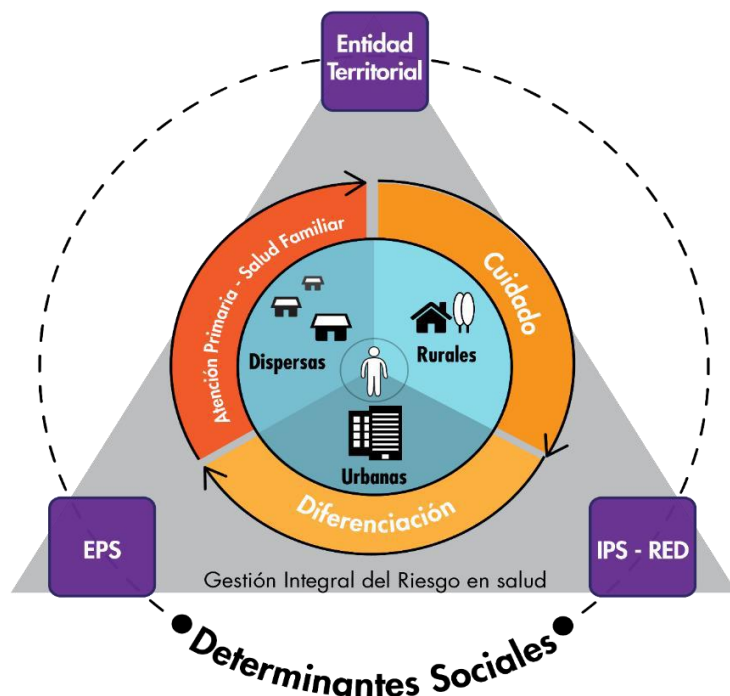 Entidad
Territorial
Atención Primaria - Salud Familiar
Cuidado
Dispersas
Rurales
Urbanas
Diferenciación
EPS
IPS - RED
Gestión Integral del Riesgo en salud
Determinantes Sociales